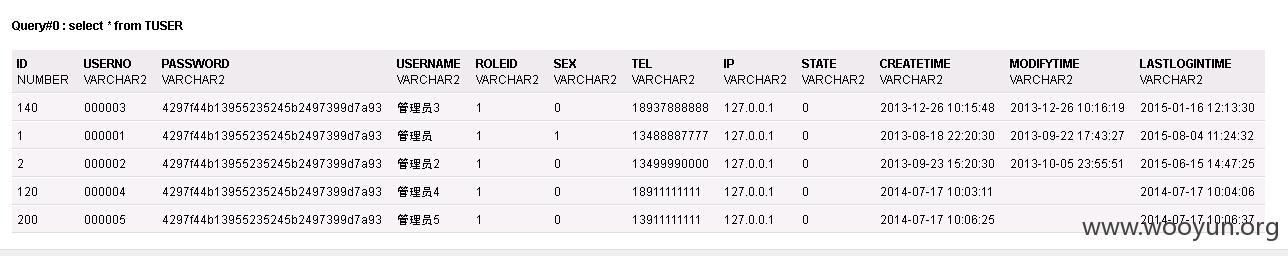 Query#0 : select * from TUSER
ID USERNO PASSWORD USERNAME ROLEID SEX TEL IP STATE CREATETIME MODIFYTIME LASTLOGINTIME
NUMBER VARCHAR2 VARCHAR2 VARCHAR2 VARCHAR2 VARCHAR2 VARCHAR2 VARCHAR2 VARCHAR2 VARCHAR2 VARCHAR2 VARCHAR2
140 000003 4297f44b13955235245b2497399d7a93 管理员3 1 0 18937888888 127.0.0.1 0 2013-12-26 10:15:48 2013-12-26 10:16:19 2015-01-16 12:13:30
1 000001 4297f44b13955235245b2497399d7a93 管理员 1 1 13488887777 127.0.0.1 0 2013-08-18 22:20:30 2013-09-22 17:43:27 2015-08-04 11:24:32
2 000002 4297f44b13955235245b2497399d7a93 管理员2 1 0 13499990000 127.0.0.1 0 2013-09-23 15:20:30 2013-10-05 23:55:51 2015-06-15 14:47:25
120 000004 4297f44b13955235245b2497399d7a93 管理员4 1 0 18911111111 127.0.0.1 0 2014-07-17 10:03:11 2014-07-17 10:04:06
200 000005 4297f44b13955235245b2497399d7a93 管理员5 1 0 13911111111 127.0.0.1 0 2014-07-17 10:06:25 2014-07-17 10:06:37
www.wooyun.org